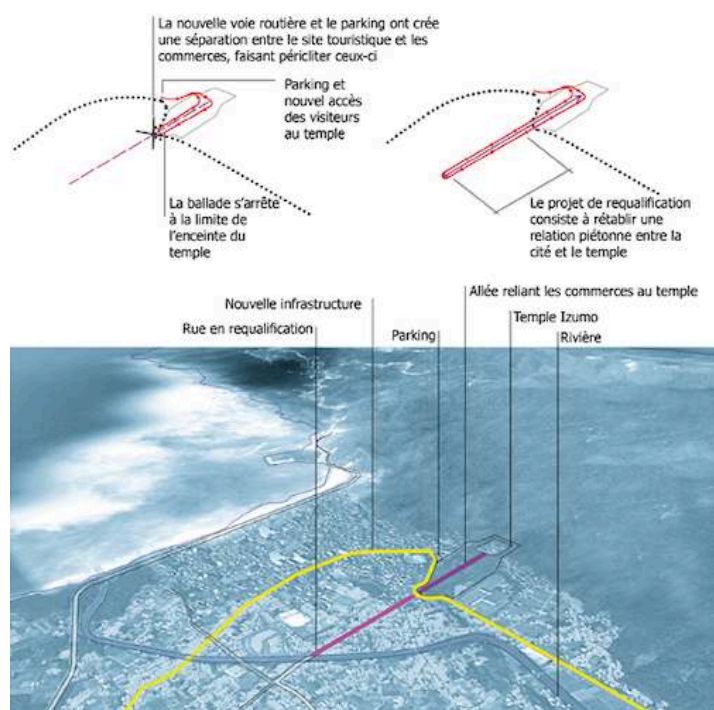 La nouvelle voie routière et le parking ont crée
une séparation entre le site touristique et les
commerces, faisant péricliter ceux-ci
Parking et
nouvel accès
des visiteurs
au temple
La ballade s'arrête
à la limite de
l'enceinte du
temple
Le projet de requalification
consiste à rétablir une
relation piétonne entre la
cité et le temple
Allée reliant les commerces au temple
Nouvelle infrastructure
Temple Izumo
Rue en requalification
Parking
Rivière